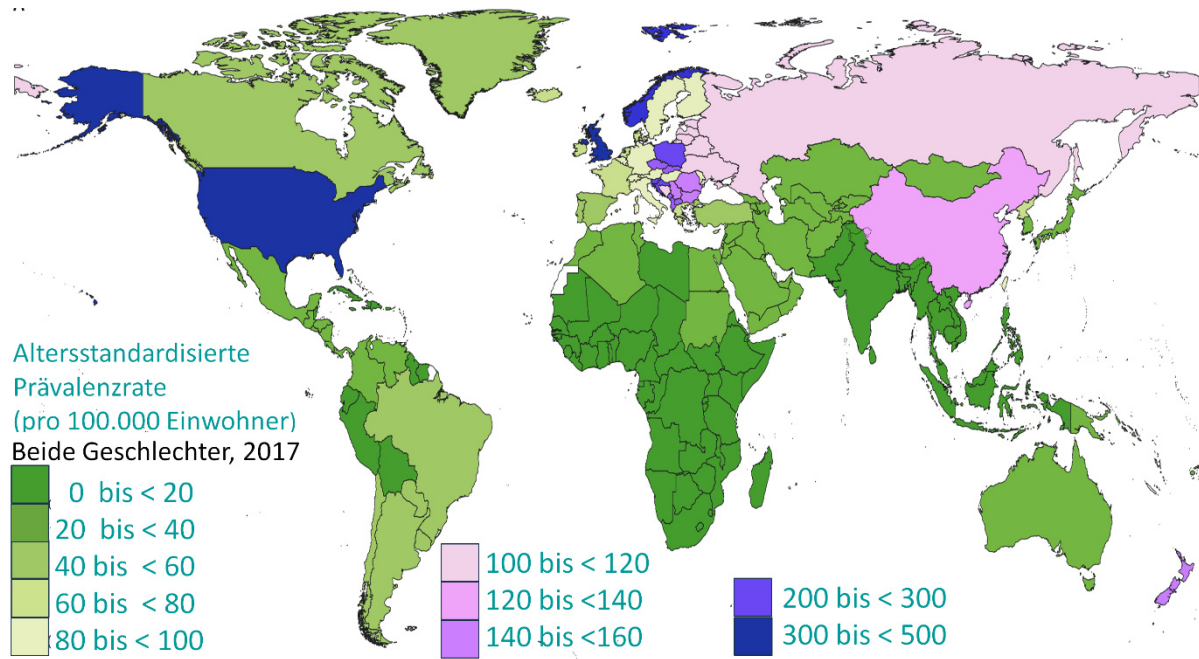 Altersstandardisierte
Prävalenzrate
(pro 100.000 Einwohner)
Beide Geschlechter, 2017
0 bis < 20
20 bis < 40
40 bis < 60
60 bis < 80
80 bis < 100
100 bis < 120
120 bis <140
140 bis <160
200 bis < 300
300 bis < 500